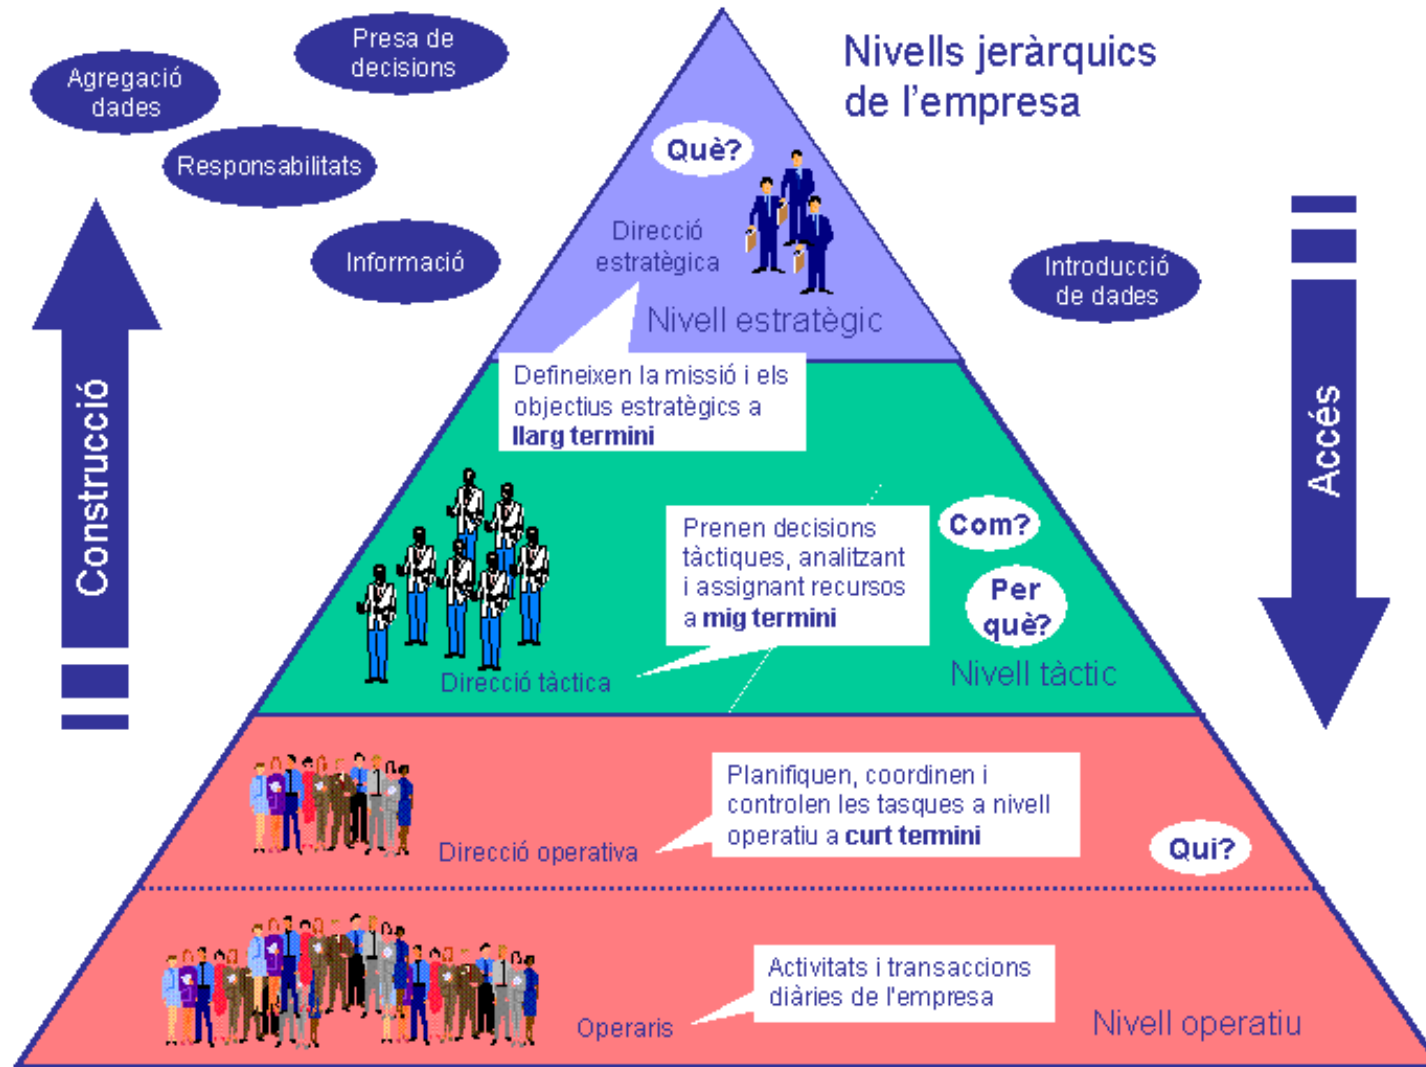 Nivells jeràrquics
de l'empresa
Presa de
decisions
Agregació
dades
Responsabilitats
Informació
Introducció
de dades
Construcció
Accés
Què?
Direcció
estratègica
Nivell estratègic
Defineixen la missió i els
objectius estratègics a
llarg termini
Prenen decisions
tàctiques, analitzant
i assignant recursos
a mig termini
Com?
Per
què?
Direcció tàctica
Nivell tàctic
Planifiquen, coordinen i
controlen les tasques a nivell
operatiu a curt termini
Direcció operativa
Qui?
Activitats i transaccions
diàries de l'empresa
Operaris
Nivell operatiu